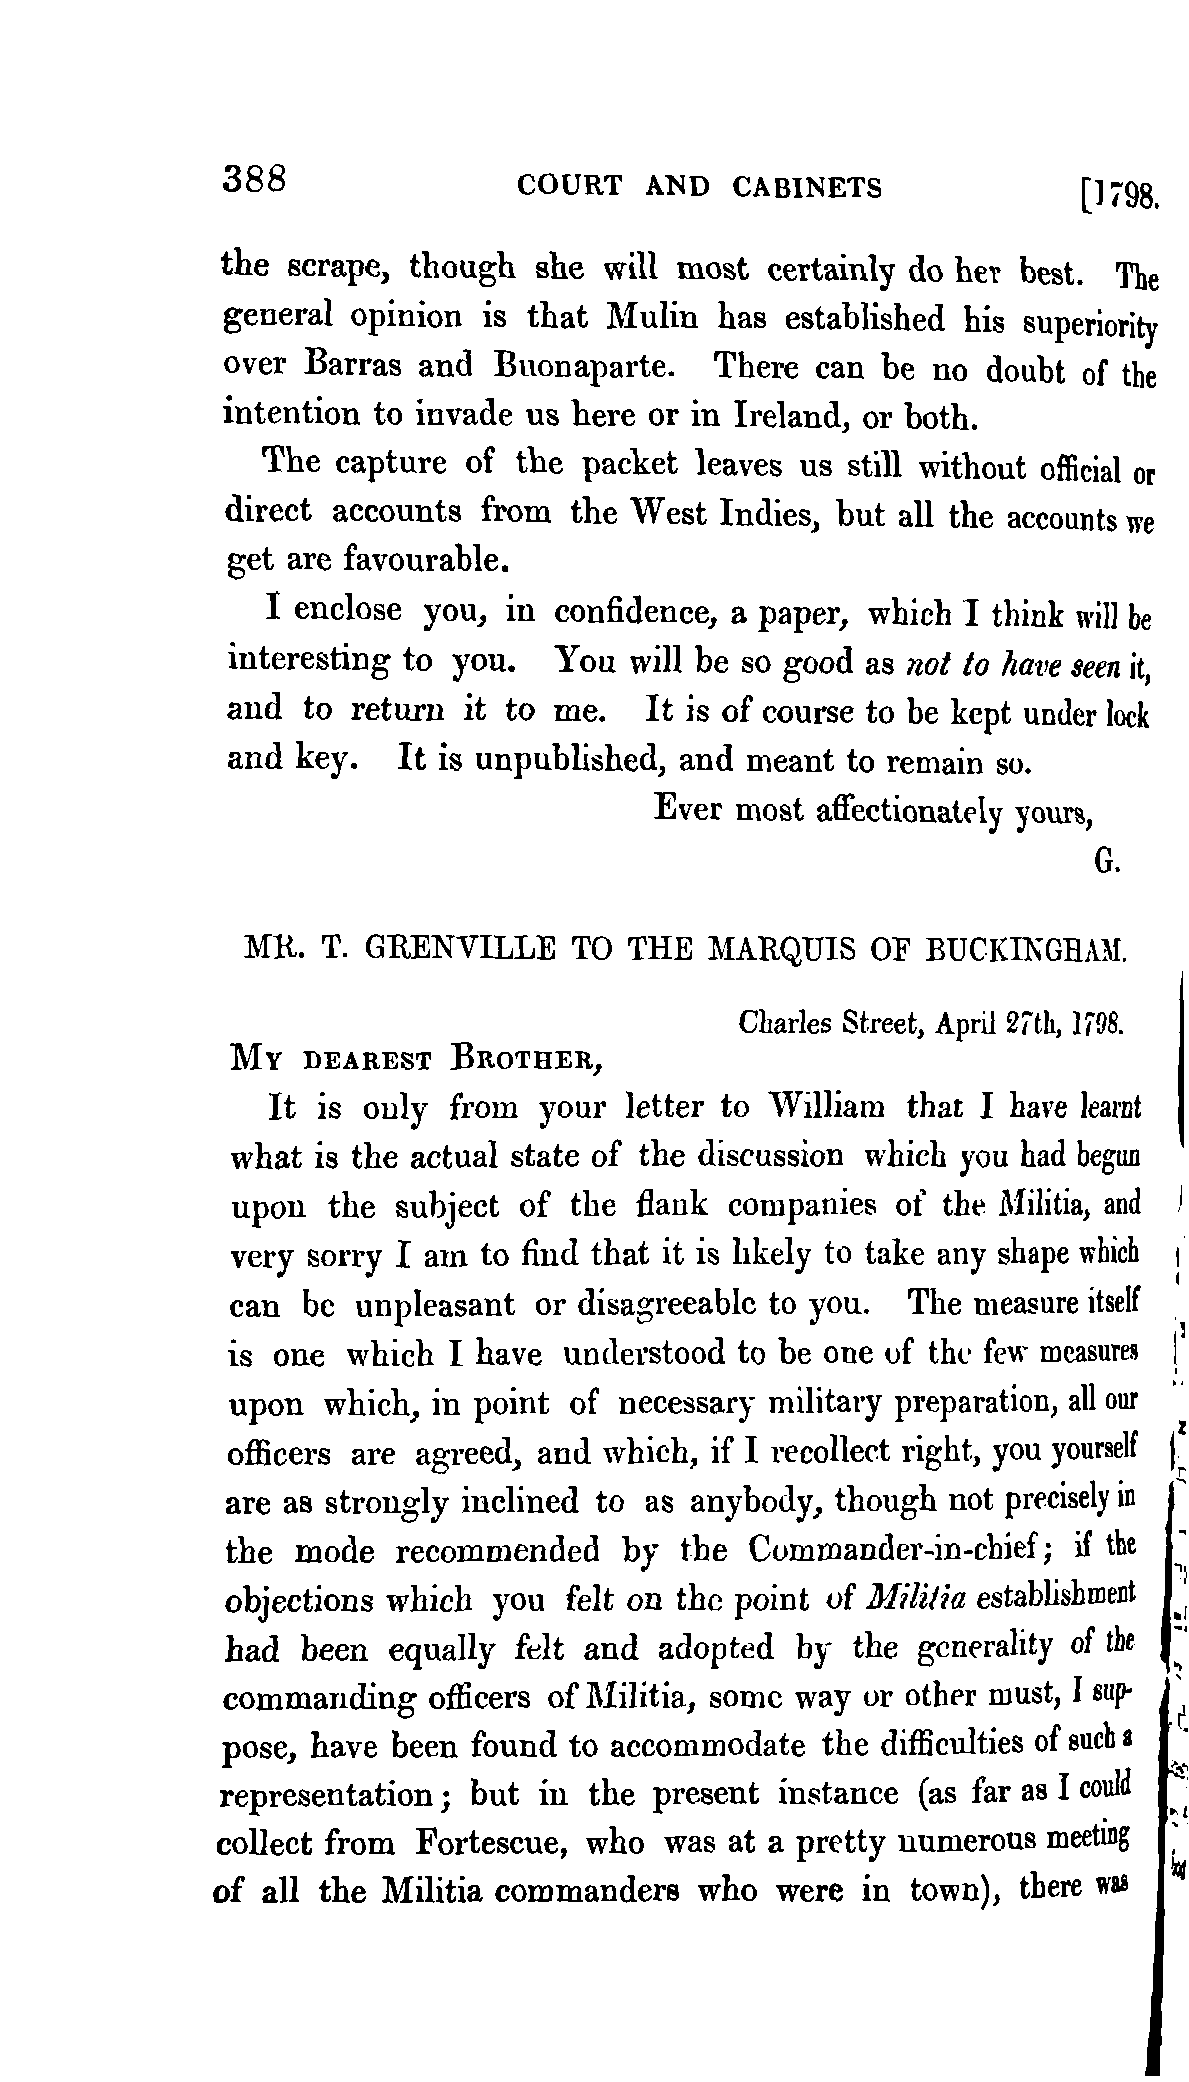 388 COURT AND CABINETS [1798.
the scrape, though she will most certainly do her best. The
general opinion is that Mulin has established his superiority
over Barras and Buonaparte. There can be no doubt of the
intention to invade us here or in Ireland, or both.
The capture of the packet leaves us still without official or
direct accounts from the West Indies, but all the accounts we
get are favourable.
I enclose you, in confidence, a paper, which I think will be
interesting to you. You will be so good as not to have seen it,
and to return it to me. It is of course to be kept under lock
and key. It is unpublished, and meant to remain so.
Ever most affectionately yours,
G.
MR. T. GRENVILLE TO THE MARQUIS OF BUCKINGHAM.
Charles Street, April 27th, 1798.
MY DEAREST BROTHER,
It is only from your letter to William that I have learnt
what is the actual state of the discussion which you had begun
upon the subject of the flank companies of the Militia, and
very sorry I am to find that it is likely to take any shape which
can be unpleasant or disagreeable to you. The measure itself
is one which I have understood to be one of the few measures
upon which, in point of necessary military preparation, all our
officers are agreed, and which, if I recollect right, you yourself
are as strongly inclined to as anybody, though not precisely in
the mode recommended by the Commander-in-chief; if the
objections which you felt on the point of Militia establishment
had been equally felt and adopted by the generality of the
commanding officers of Militia, some way or other must, I sup-
pose, have been found to accommodate the difficulties of such a
representation; but in the present instance (as far as I could
collect from Fortescue, who was at a pretty numerous meeting
of all the Militia commanders who were in town), there was